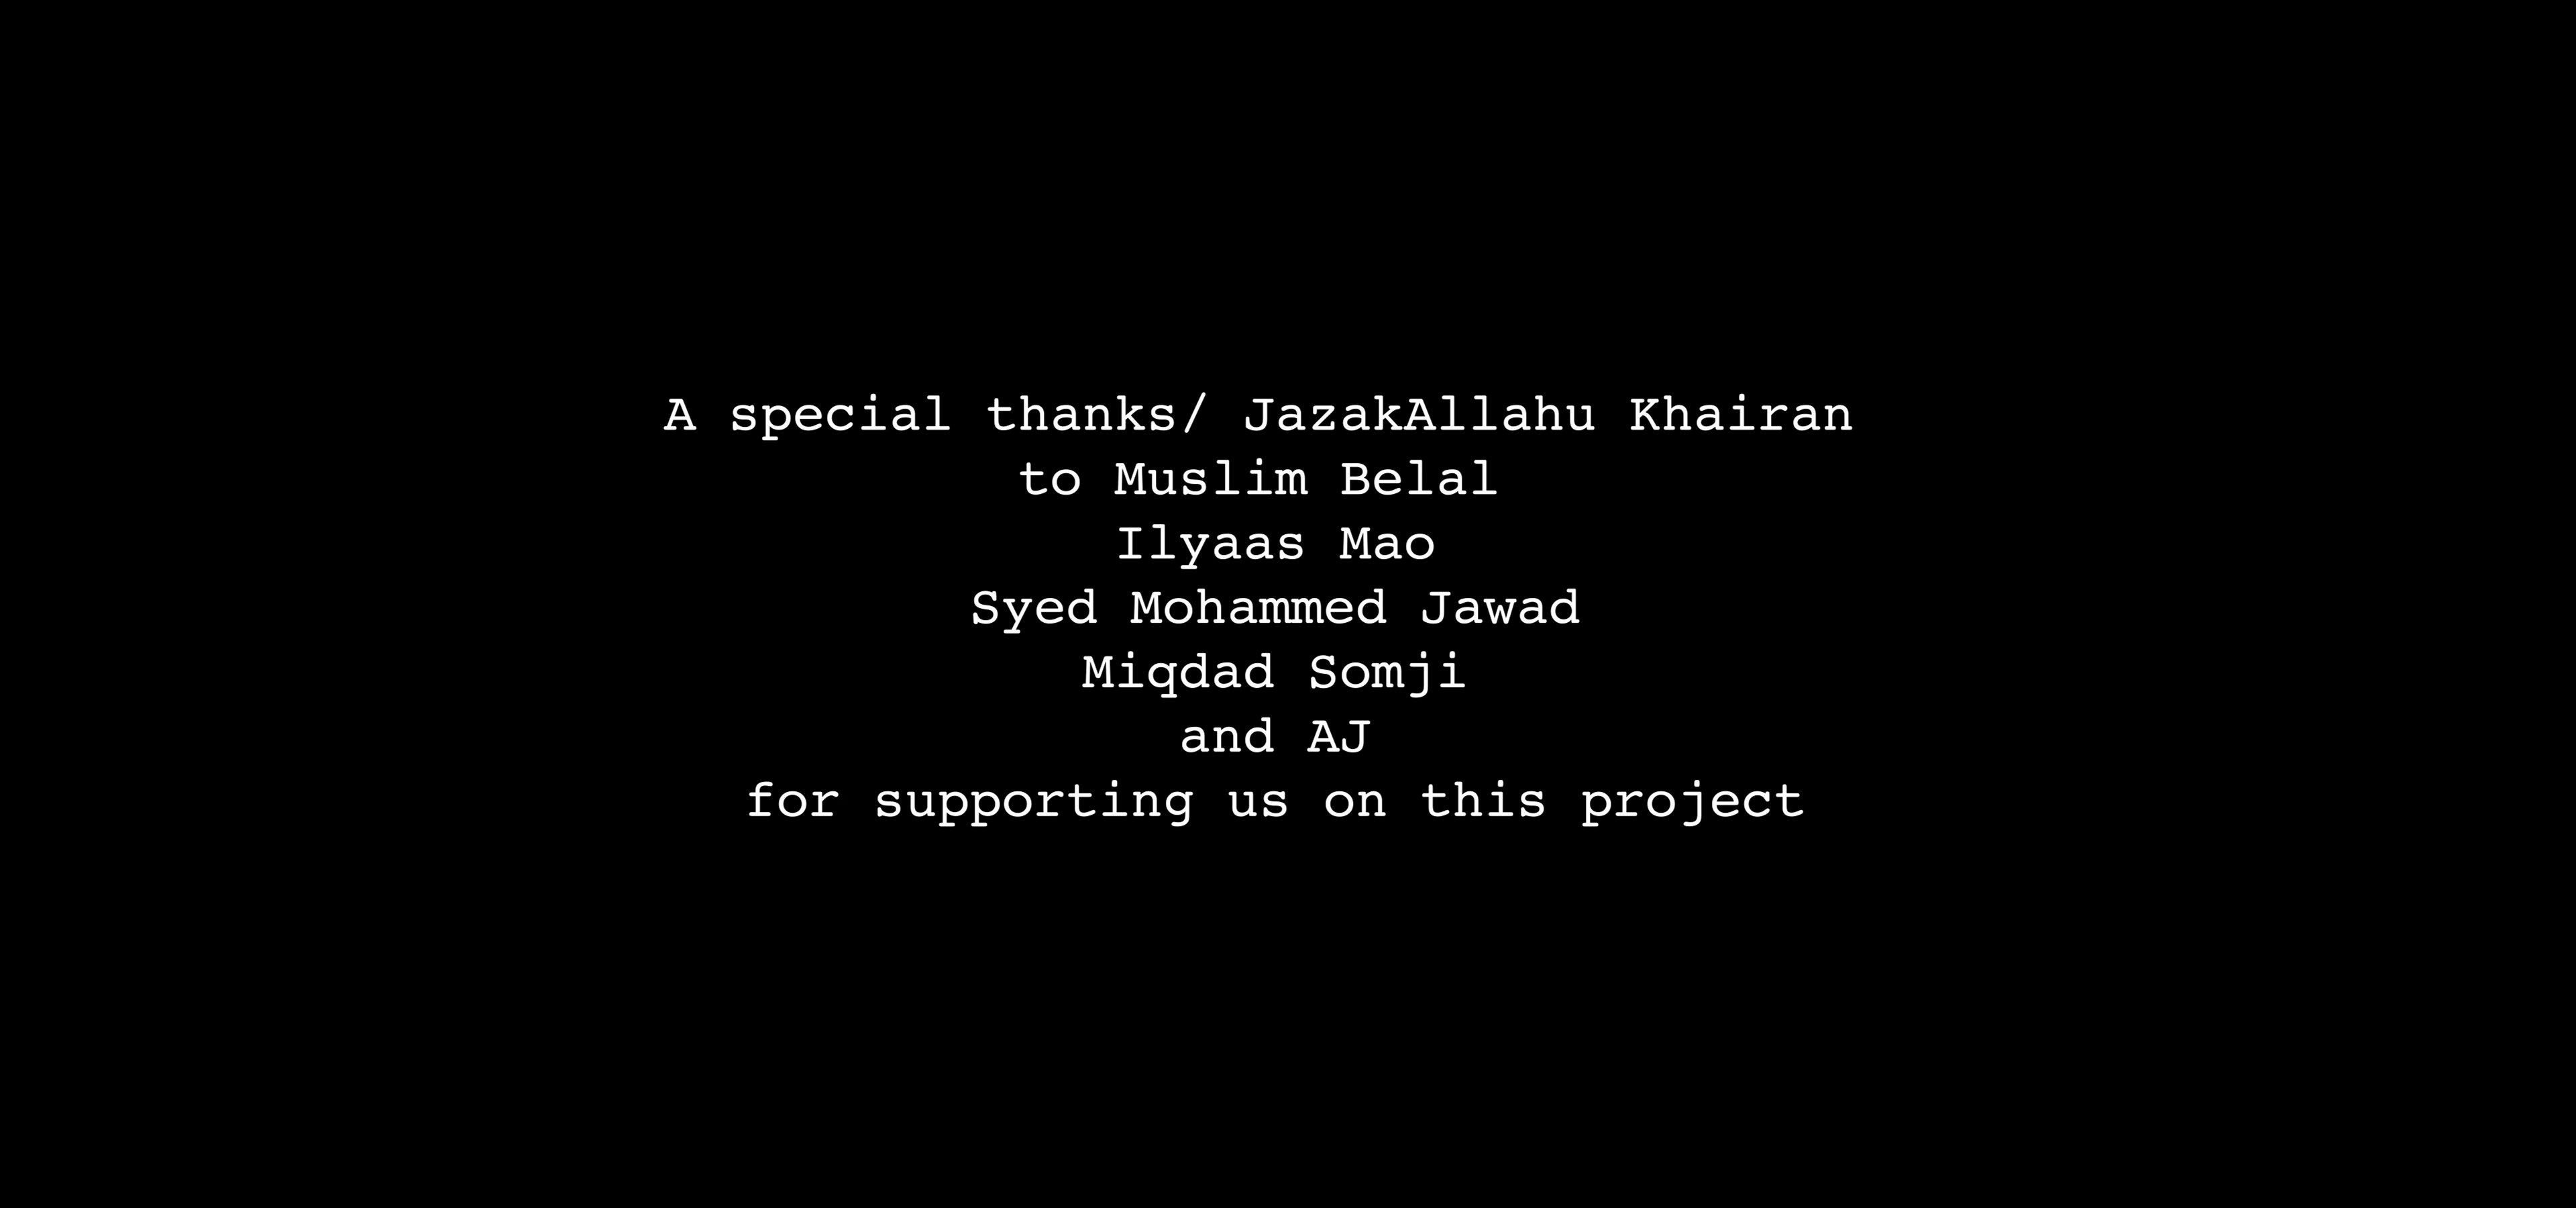 A special thanks/ JazakAllahu Khairan
to Muslim Belal
Ilyaas Mao
Syed Mohammed Jawad
Miqdad Somji
and AJ
for supporting us on this project